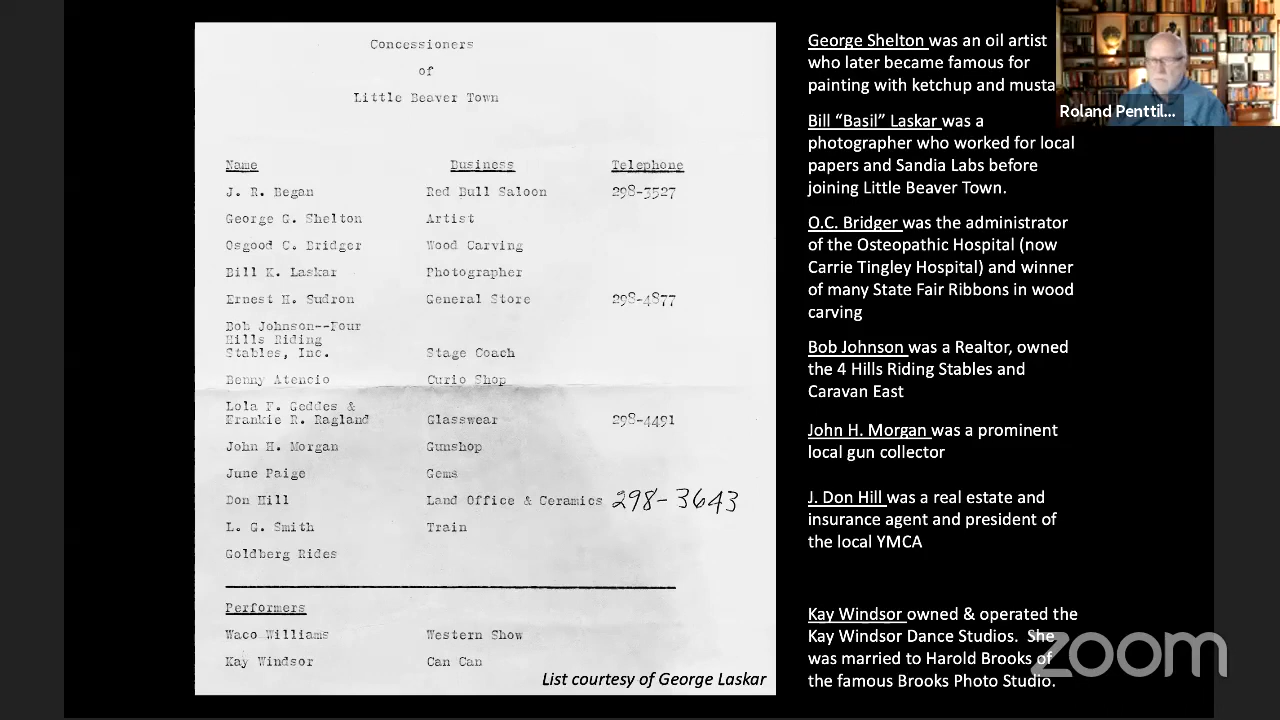 Concessioners
of
Little Beaver Town
Name Business Telephone
J. R. Began Red Bull Saloon 298-3527
George G. Shelton Artist
Osgood C. Bridger Wood Carving
Bill K. Laskar Photographer
Ernest H. Sudron General Store 298-4877
Bob Johnson--Four
Hills Riding
Stables, Inc. Stage Coach
Benny Atencio Curio Shop
Lola F. Geddes &
Frankie R. Ragland Glasswear 298-4491
John H. Morgan Gunshop
June Paige Gems
Don Hill Land Office & Ceramics 298-3643
L. G. Smith Train
Goldberg Rides
Performers
Waco Williams Western Show
Kay Windsor Can Can
List courtesy of George Laskar
George Shelton was an oil artist
who later became famous for
painting with ketchup and musta
Bill “Basil” Laskar was a
photographer who worked for local
papers and Sandia Labs before
joining Little Beaver Town.
O.C. Bridger was the administrator
of the Osteopathic Hospital (now
Carrie Tingley Hospital) and winner
of many State Fair Ribbons in wood
carving
Bob Johnson was a Realtor, owned
the 4 Hills Riding Stables and
Caravan East
John H. Morgan was a prominent
local gun collector
J. Don Hill was a real estate and
insurance agent and president of
the local YMCA
Kay Windsor owned & operated the
Kay Windsor Dance Studios. She
was married to Harold Brooks of
the famous Brooks Photo Studio.
Roland Penttil...
zoom